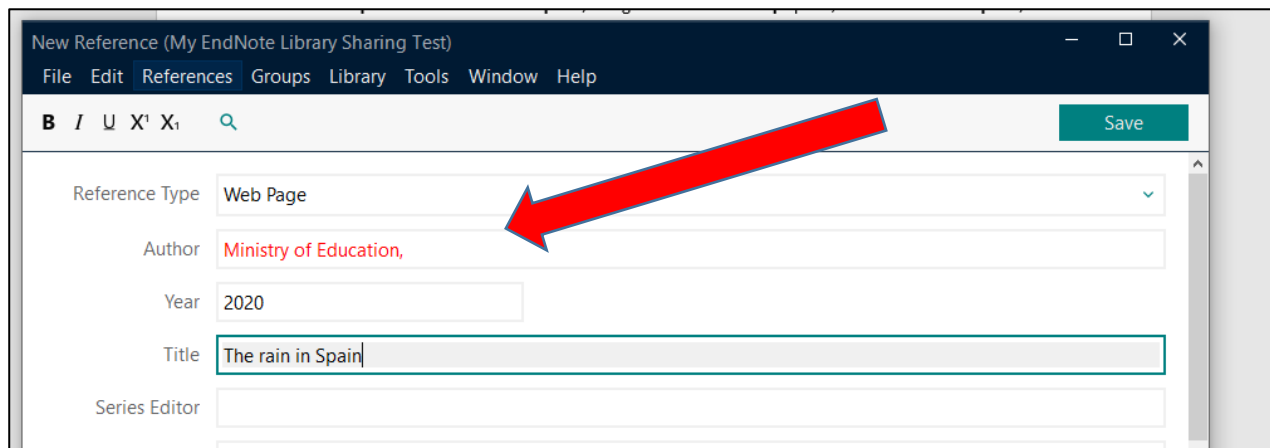 New Reference (My EndNote Library Sharing Test)
File Edit References Groups Library Tools Window Help
B I U X¹ X₁ Save
Reference Type Web Page
Author Ministry of Education,
Year 2020
Title The rain in Spain
Series Editor